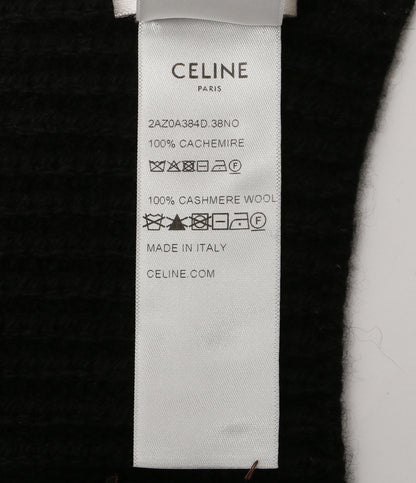 CELINE
PARIS
2AZ0A384D.38NO
100% CACHEMIRE
100% CASHMERE WOOL
MADE IN ITALY
CELINE.COM